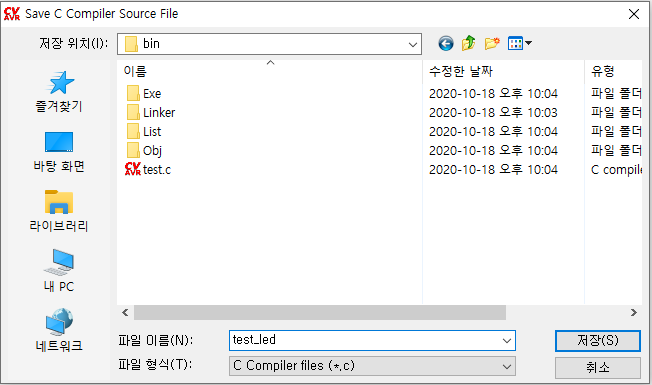 CV AVR Save C Compiler Source File
저장 위치(I): bin
이름 수정한 날짜 유형
Exe 2020-10-18 오후 10:04 파일 폴더
Linker 2020-10-18 오후 10:03 파일 폴더
List 2020-10-18 오후 10:04 파일 폴더
Obj 2020-10-18 오후 10:04 파일 폴더
CV AVR test.c 2020-10-18 오후 10:04 C compile
즐겨찾기
바탕 화면
라이브러리
내 PC
네트워크
파일 이름(N): test_led 저장(S)
파일 형식(T): C Compiler files (*.c) 취소